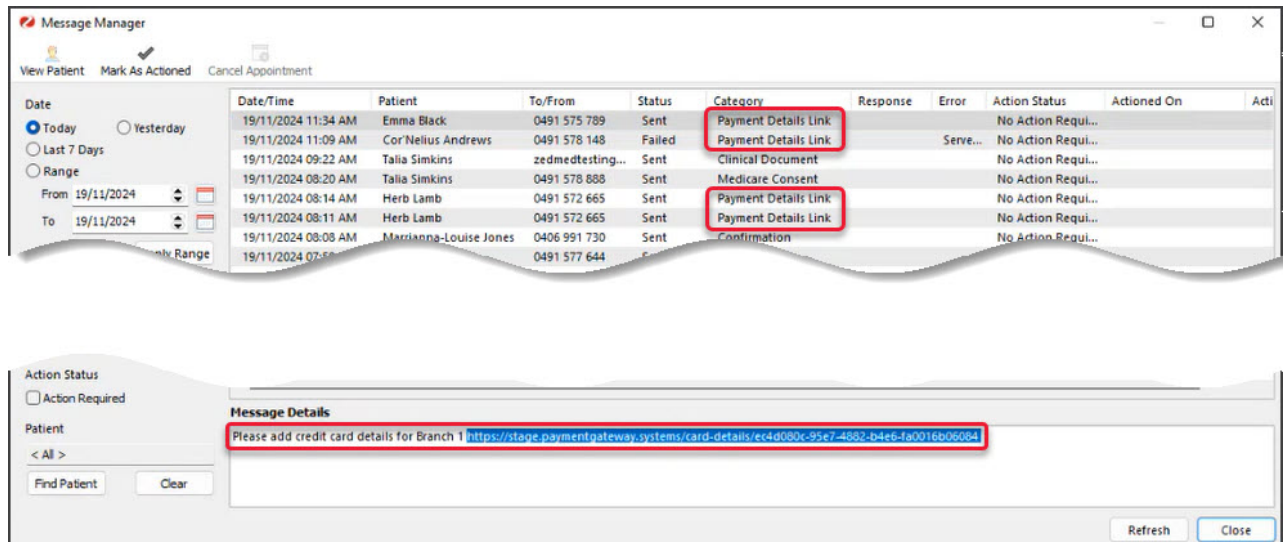 Message Manager
View Patient Mark As Actioned Cancel Appointment
Date
Today Yesterday
Last 7 Days
Range
From 19/11/2024
To 19/11/2024
Range
Date/Time Patient To/From Status Category Response Error Action Status Actioned On Acti
19/11/2024 11:34 AM Emma Black 0491 575 789 Sent Payment Details Link No Action Requi...
19/11/2024 11:09 AM Cor'Nelius Andrews 0491 578 148 Failed Payment Details Link Serve... No Action Requi...
19/11/2024 09:22 AM Talia Simkins zedmedtesting... Sent Clinical Document No Action Requi...
19/11/2024 08:20 AM Talia Simkins 0491 578 888 Sent Medicare Consent No Action Requi...
19/11/2024 08:14 AM Herb Lamb 0491 572 665 Sent Payment Details Link No Action Requi...
19/11/2024 08:11 AM Herb Lamb 0491 572 665 Sent Payment Details Link No Action Requi...
19/11/2024 08:08 AM Marrianna-Louise Jones 0406 991 730 Sent Confirmation No Action Requi...
19/11/2024 0491 577 644
Action Status
Action Required
Patient
< All >
Find Patient Clear
Message Details
Please add credit card details for Branch 1 https://stage.paymentgateway.systems/card-details/ec4d080c-95e7-4882-b4e6-fa0016b06084
Refresh Close